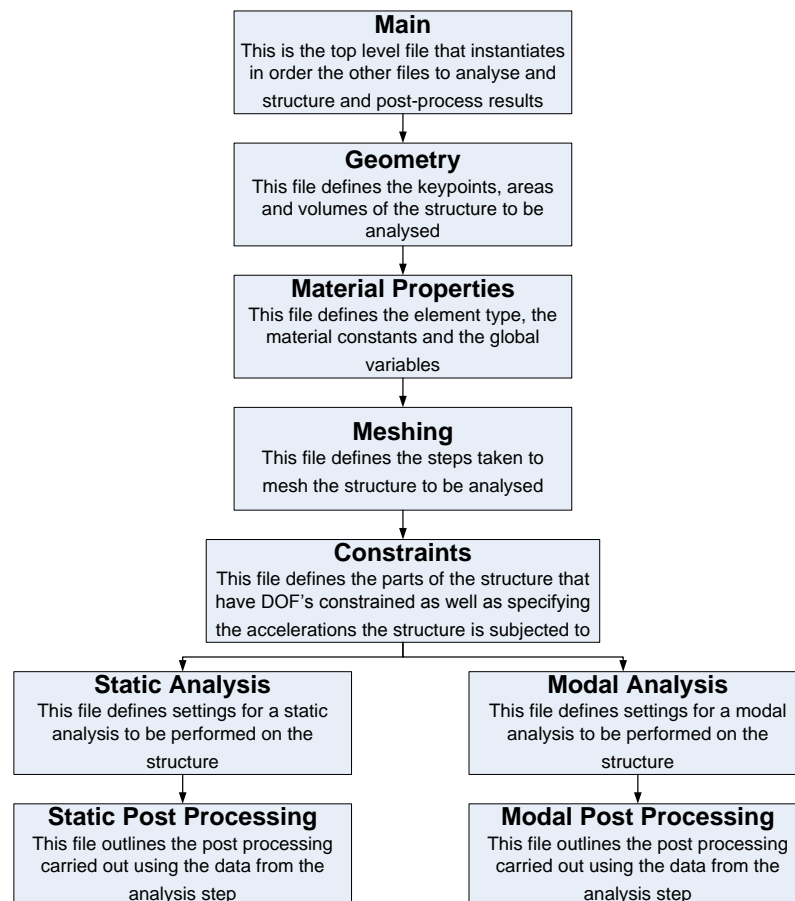 Main
This is the top level file that instantiates
in order the other files to analyse and
structure and post-process results
Geometry
This file defines the keypoints, areas
and volumes of the structure to be
analysed
Material Properties
This file defines the element type, the
material constants and the global
variables
Meshing
This file defines the steps taken to
mesh the structure to be analysed
Constraints
This file defines the parts of the structure that
have DOF's constrained as well as specifying
the accelerations the structure is subjected to
Static Analysis
This file defines settings for a static
analysis to be performed on the
structure
Modal Analysis
This file defines settings for a modal
analysis to be performed on the
structure
Static Post Processing
This file outlines the post processing
carried out using the data from the
analysis step
Modal Post Processing
This file outlines the post processing
carried out using the data from the
analysis step